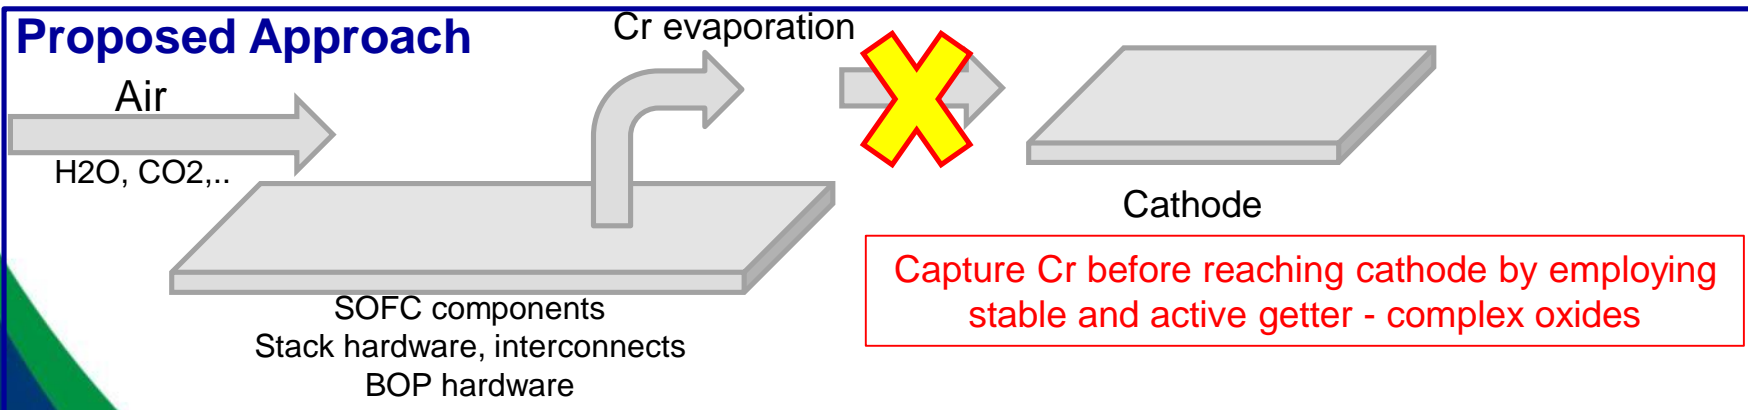 Proposed Approach
Cr evaporation
Air
H2O, CO2,..
Cathode
SOFC components
Stack hardware, interconnects
BOP hardware
Capture Cr before reaching cathode by employing
stable and active getter - complex oxides